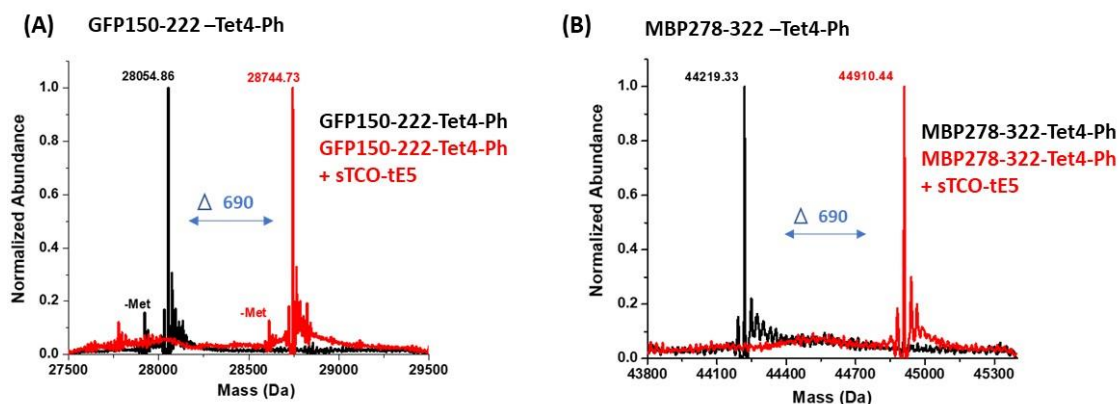 (A) GFP150-222 –Tet4-Ph
28054.86
28744.73
GFP150-222-Tet4-Ph
GFP150-222-Tet4-Ph
+ sTCO-tE5
Δ 690
-Met
-Met
Normalized Abundance
1.0
0.8
0.6
0.4
0.2
0.0
27500 28000 28500 29000 29500
Mass (Da)
(B) MBP278-322 –Tet4-Ph
44219.33
44910.44
MBP278-322-Tet4-Ph
MBP278-322-Tet4-Ph
+ sTCO-tE5
Δ 690
Normalized Abundance
1.0
0.8
0.6
0.4
0.2
0.0
43800 44100 44400 44700 45000 45300
Mass (Da)